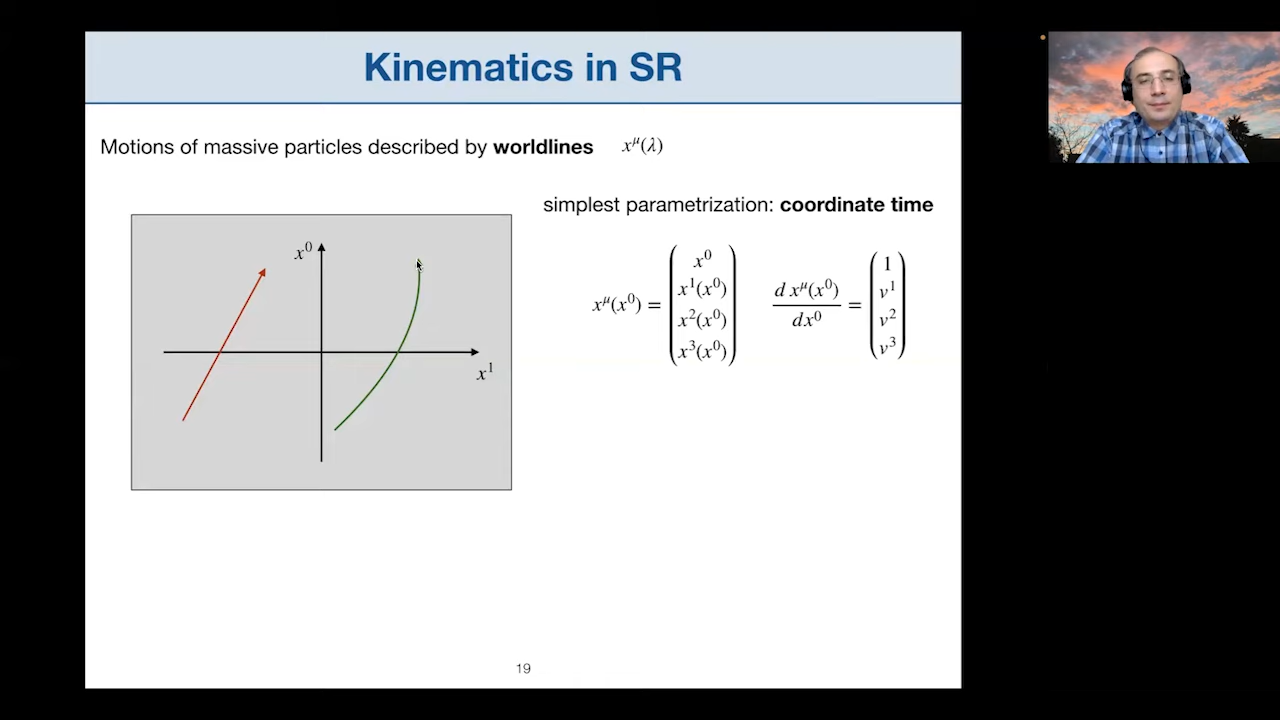 Kinematics in SR
Motions of massive particles described by worldlines x^μ(λ)
simplest parametrization: coordinate time
x^0
x^1
x^μ(x^0) = ( x^0
x^1(x^0)
x^2(x^0)
x^3(x^0) )
d x^μ(x^0) / dx^0 = ( 1
v^1
v^2
v^3 )
19